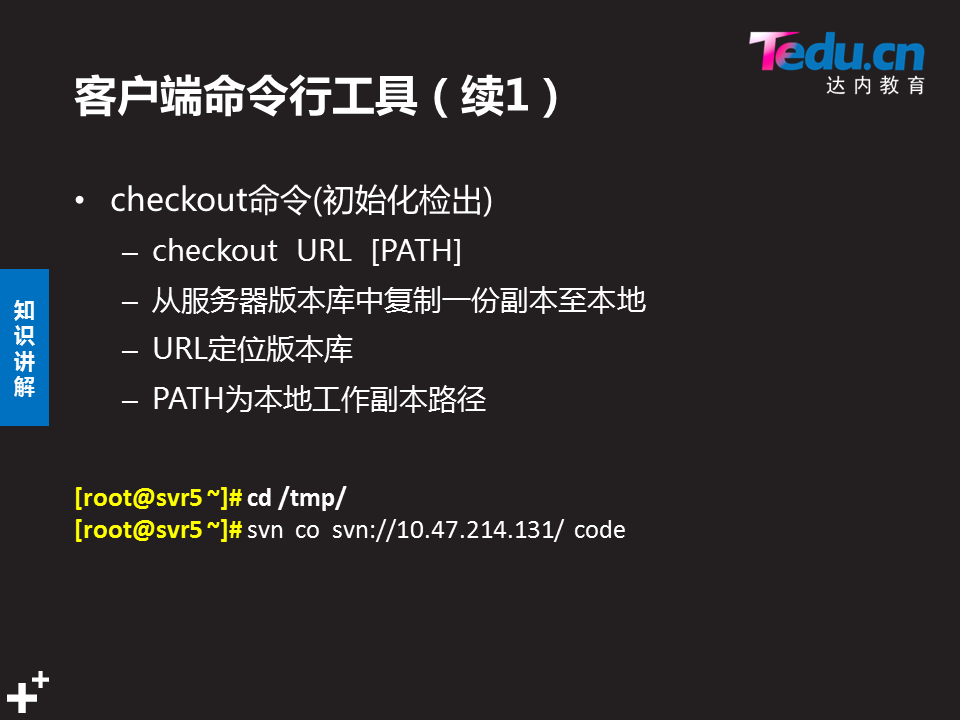 Tedu.cn
达内教育
客户端命令行工具（续1）
• checkout命令(初始化检出)
– checkout URL [PATH]
– 从服务器版本库中复制一份副本至本地
– URL定位版本库
– PATH为本地工作副本路径
知识讲解
[root@svr5 ~]# cd /tmp/
[root@svr5 ~]# svn co svn://10.47.214.131/ code